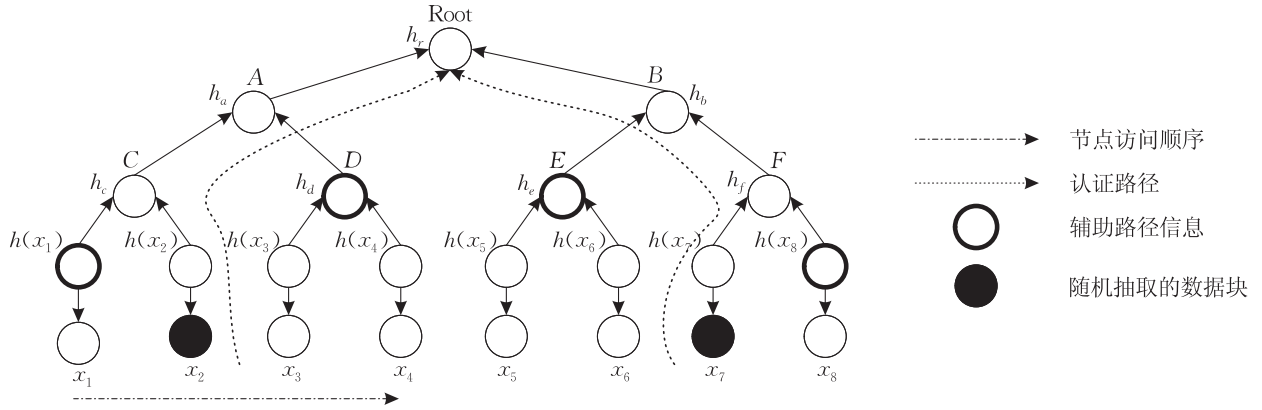 Root
h_r
A
B
h_a
h_b
节点访问顺序
C
D
E
F
认证路径
h_c
h_d
h_e
h_f
h(x_1)
h(x_2)
h(x_3)
h(x_4)
h(x_5)
h(x_6)
h(x_7)
h(x_8)
辅助路径信息
随机抽取的数据块
x_1
x_2
x_3
x_4
x_5
x_6
x_7
x_8